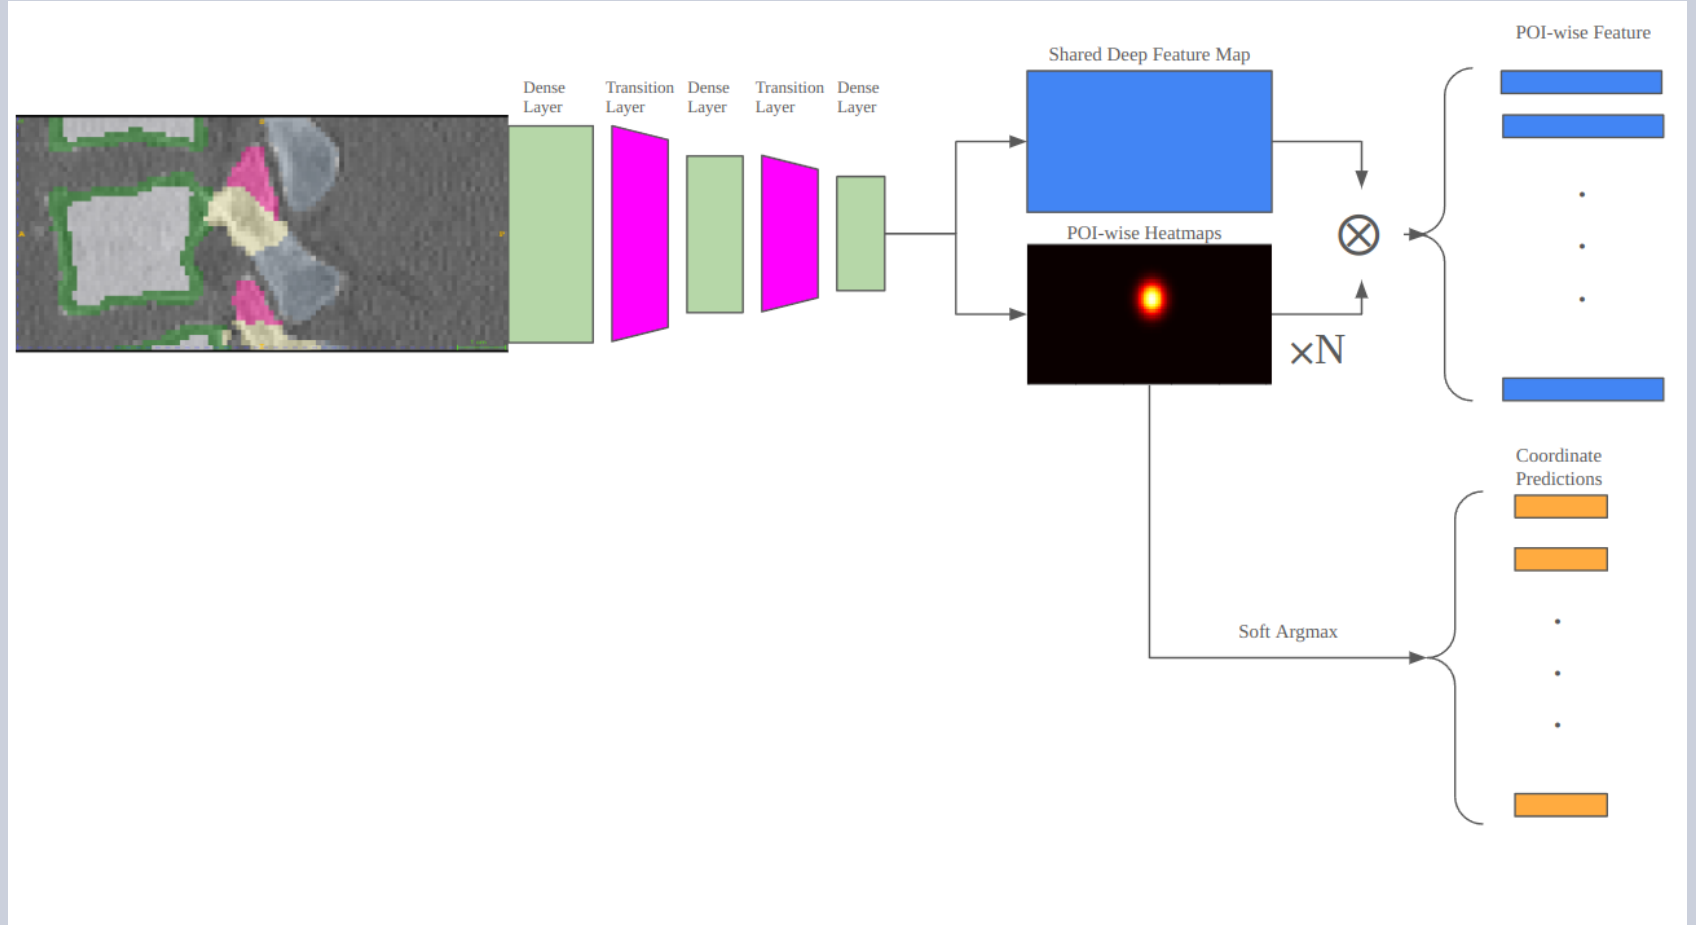 POI-wise Feature
Shared Deep Feature Map
Dense
Layer
Transition
Layer
Dense
Layer
Transition
Layer
Dense
Layer
A
P
POI-wise Heatmaps
×N
Coordinate
Predictions
Soft Argmax